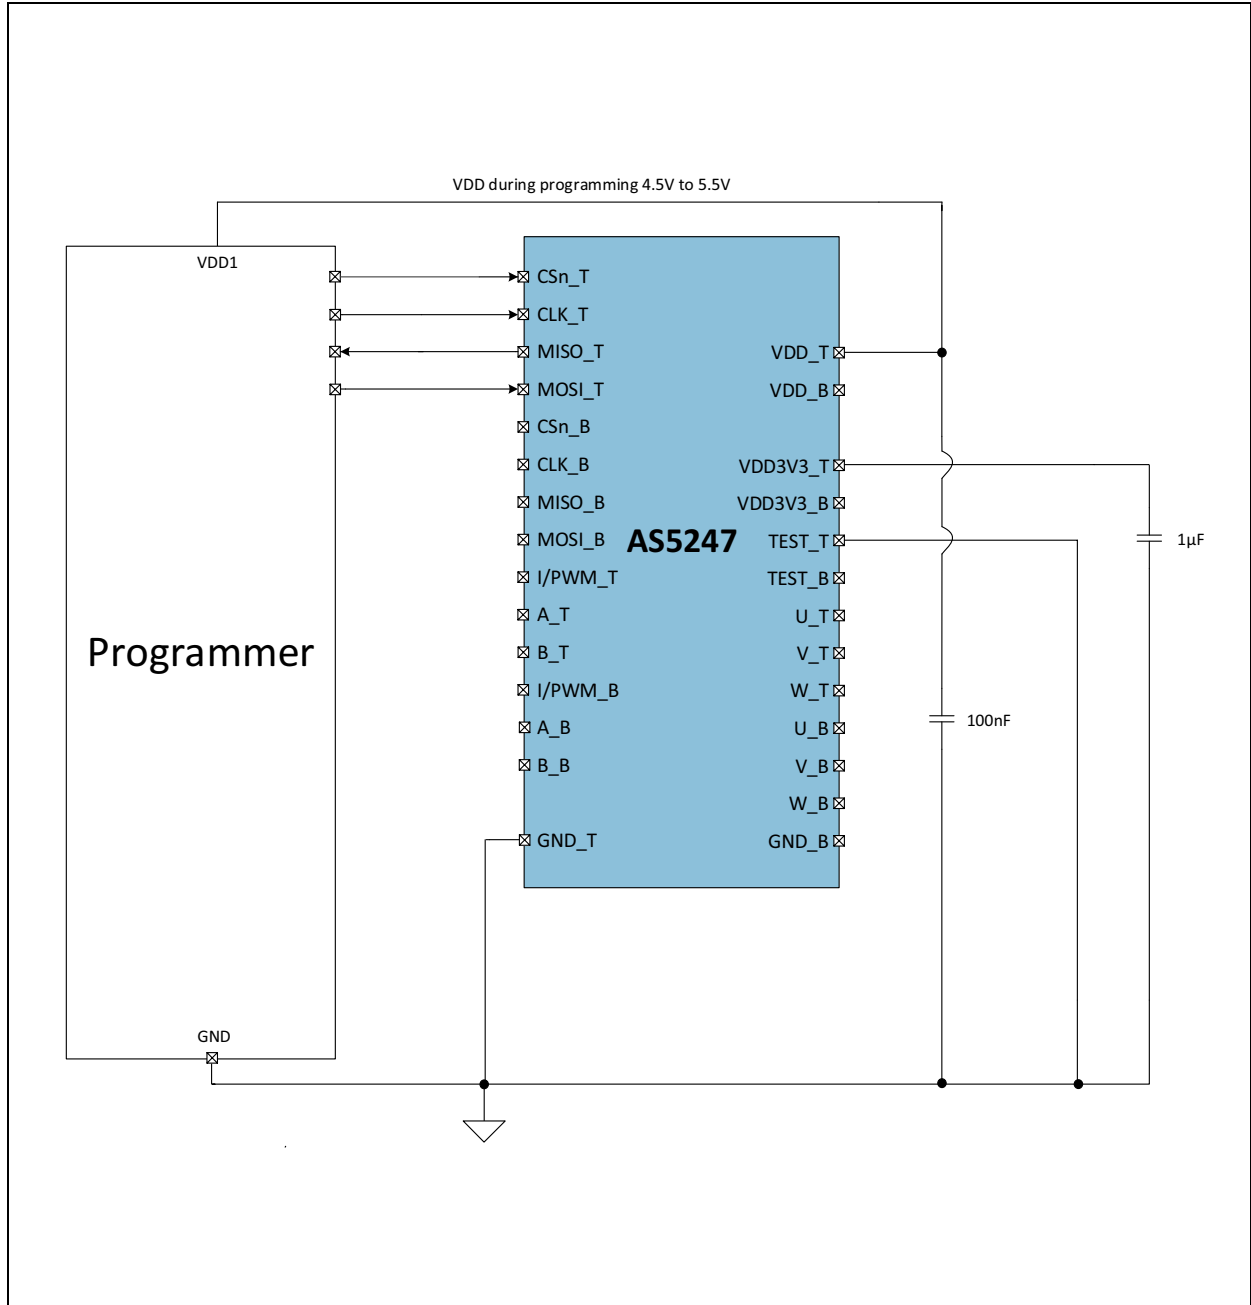 VDD during programming 4.5V to 5.5V
VDD1
Programmer
GND
CSn_T
CLK_T
MISO_T
MOSI_T
CSn_B
CLK_B
MISO_B
MOSI_B
I/PWM_T
A_T
B_T
I/PWM_B
A_B
B_B
GND_T
AS5247
VDD_T
VDD_B
VDD3V3_T
VDD3V3_B
TEST_T
TEST_B
U_T
V_T
W_T
U_B
V_B
W_B
GND_B
100nF
1µF